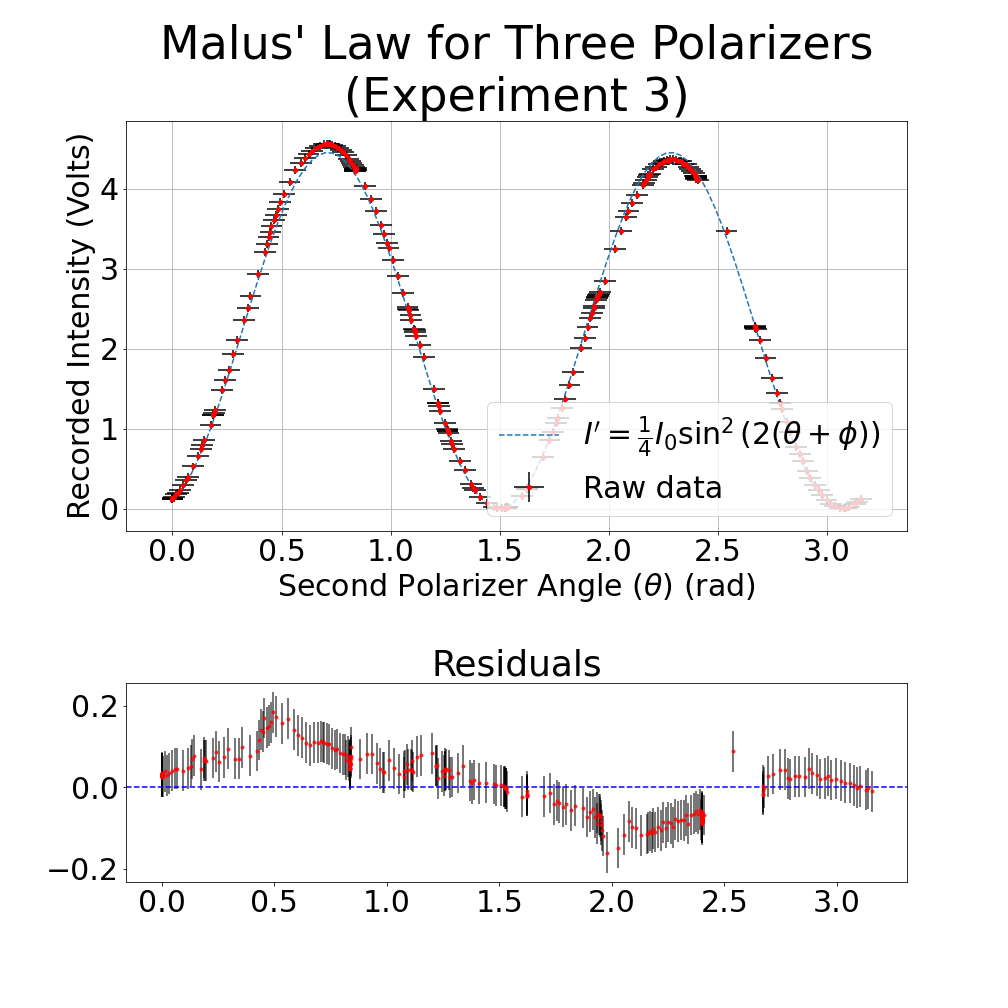 Malus' Law for Three Polarizers
(Experiment 3)
Recorded Intensity (Volts)
4
3
2
1
0
I' = 1/4 I₀ sin² (2(θ + ϕ))
Raw data
0.0 0.5 1.0 1.5 2.0 2.5 3.0
Second Polarizer Angle (θ) (rad)
Residuals
0.2
0.0
−0.2
0.0 0.5 1.0 1.5 2.0 2.5 3.0